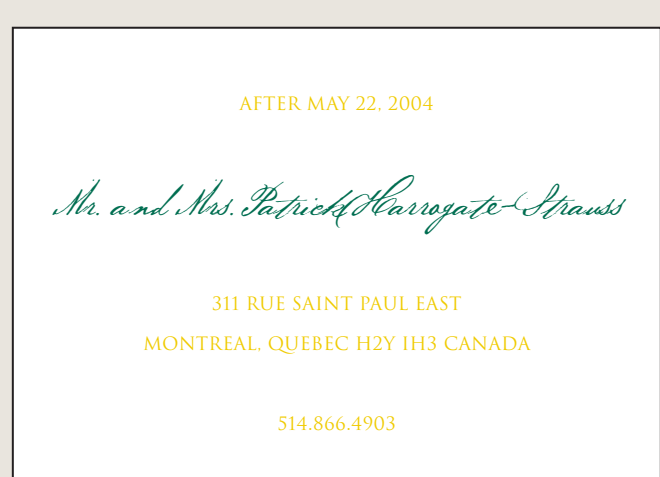 AFTER MAY 22, 2004
Mr. and Mrs. Patrick Harrogate-Strauss
311 RUE SAINT PAUL EAST
MONTREAL, QUEBEC H2Y IH3 CANADA
514.866.4903